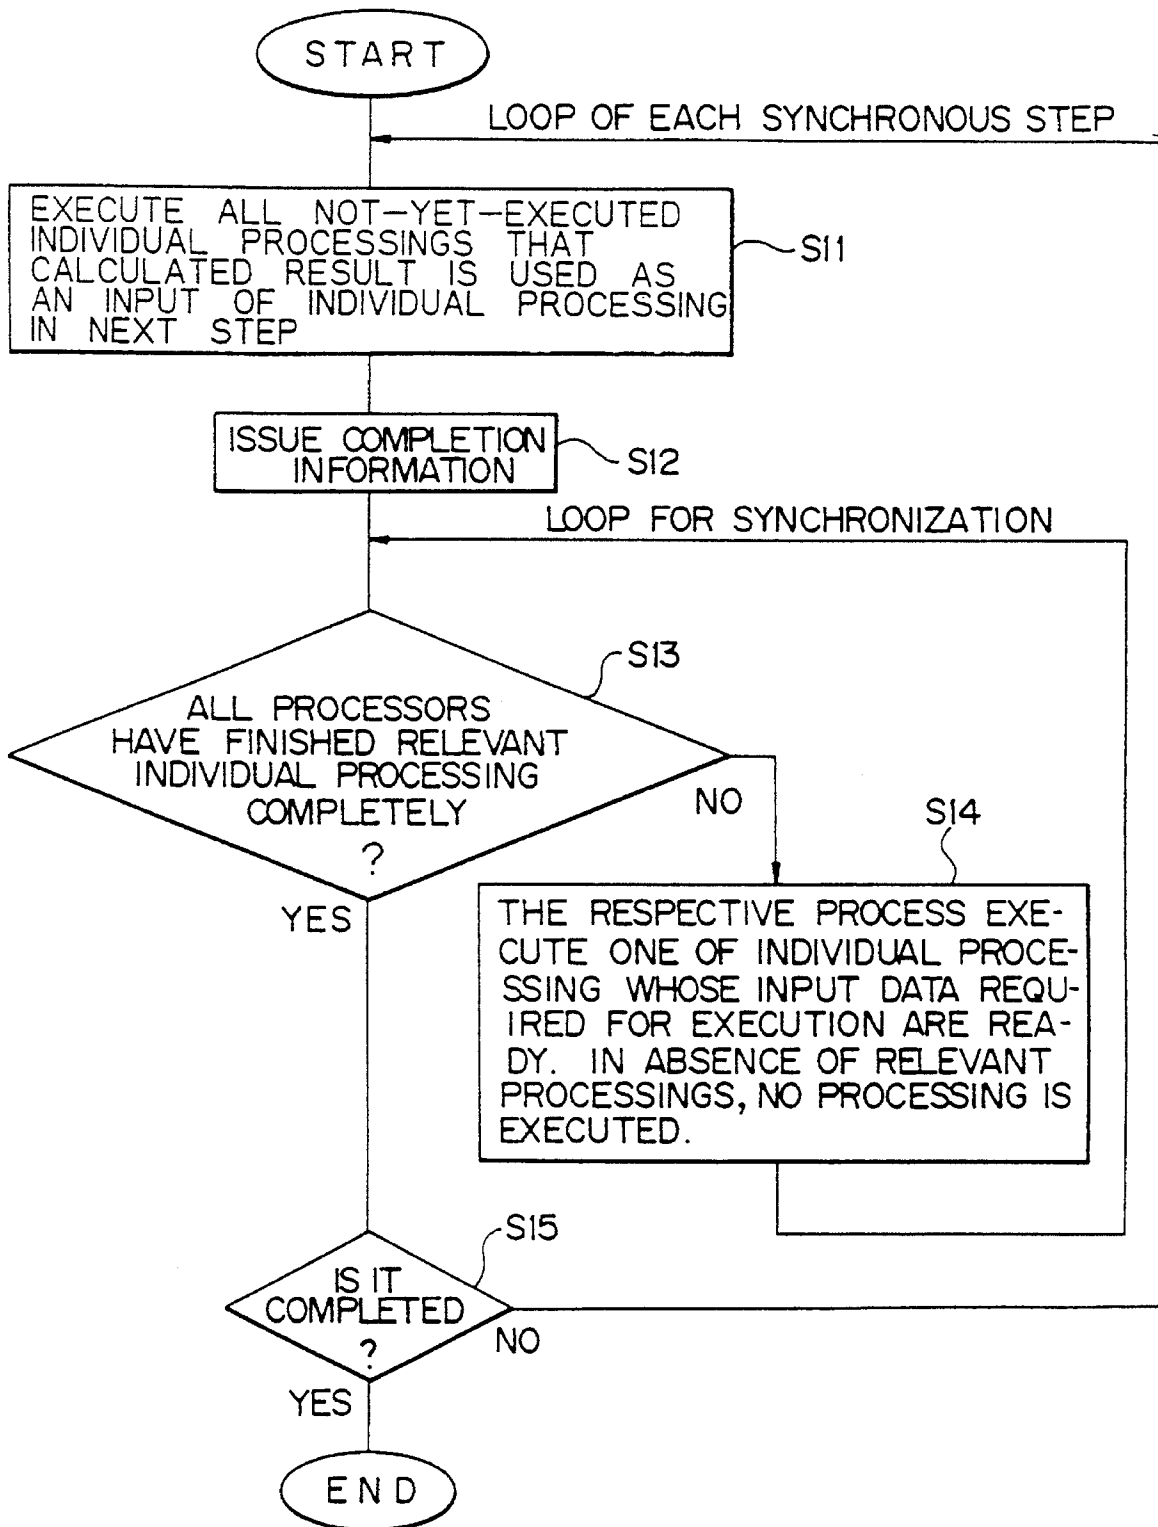 START
LOOP OF EACH SYNCHRONOUS STEP
EXECUTE ALL NOT-YET-EXECUTED
INDIVIDUAL PROCESSINGS THAT
CALCULATED RESULT IS USED AS
AN INPUT OF INDIVIDUAL PROCESSING
IN NEXT STEP
S11
ISSUE COMPLETION
INFORMATION
S12
LOOP FOR SYNCHRONIZATION
S13
ALL PROCESSORS
HAVE FINISHED RELEVANT
INDIVIDUAL PROCESSING
COMPLETELY
?
NO
YES
S14
THE RESPECTIVE PROCESS EXE-
CUTE ONE OF INDIVIDUAL PROCE-
SSING WHOSE INPUT DATA REQU-
IRED FOR EXECUTION ARE REA-
DY. IN ABSENCE OF RELEVANT
PROCESSINGS, NO PROCESSING IS
EXECUTED.
S15
IS IT
COMPLETED
?
NO
YES
END